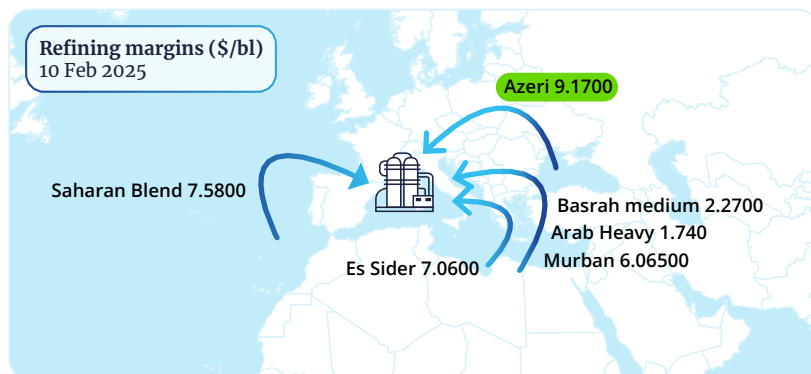 Refining margins ($/bl)
10 Feb 2025
Azeri 9.1700
Saharan Blend 7.5800
Basrah medium 2.2700
Arab Heavy 1.740
Murban 6.06500
Es Sider 7.0600